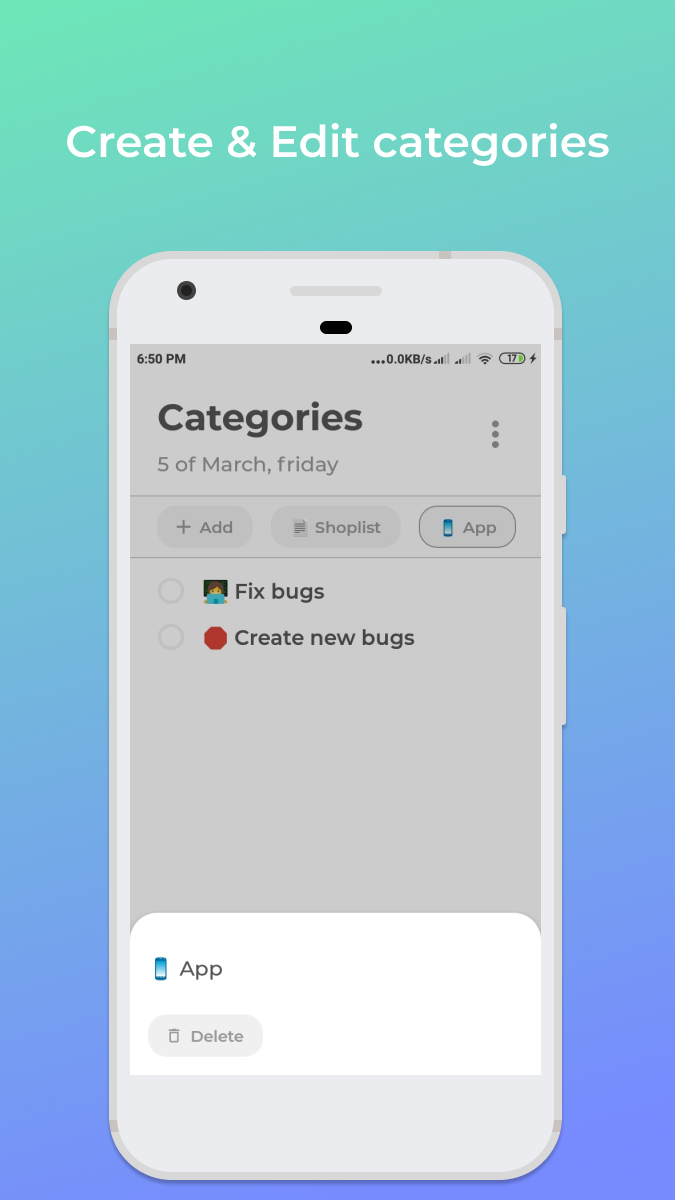 Create & Edit categories
6:50 PM ...0.0KB/s 17
Categories
5 of March, friday
+ Add Shoplist App
Fix bugs
Create new bugs
App
Delete